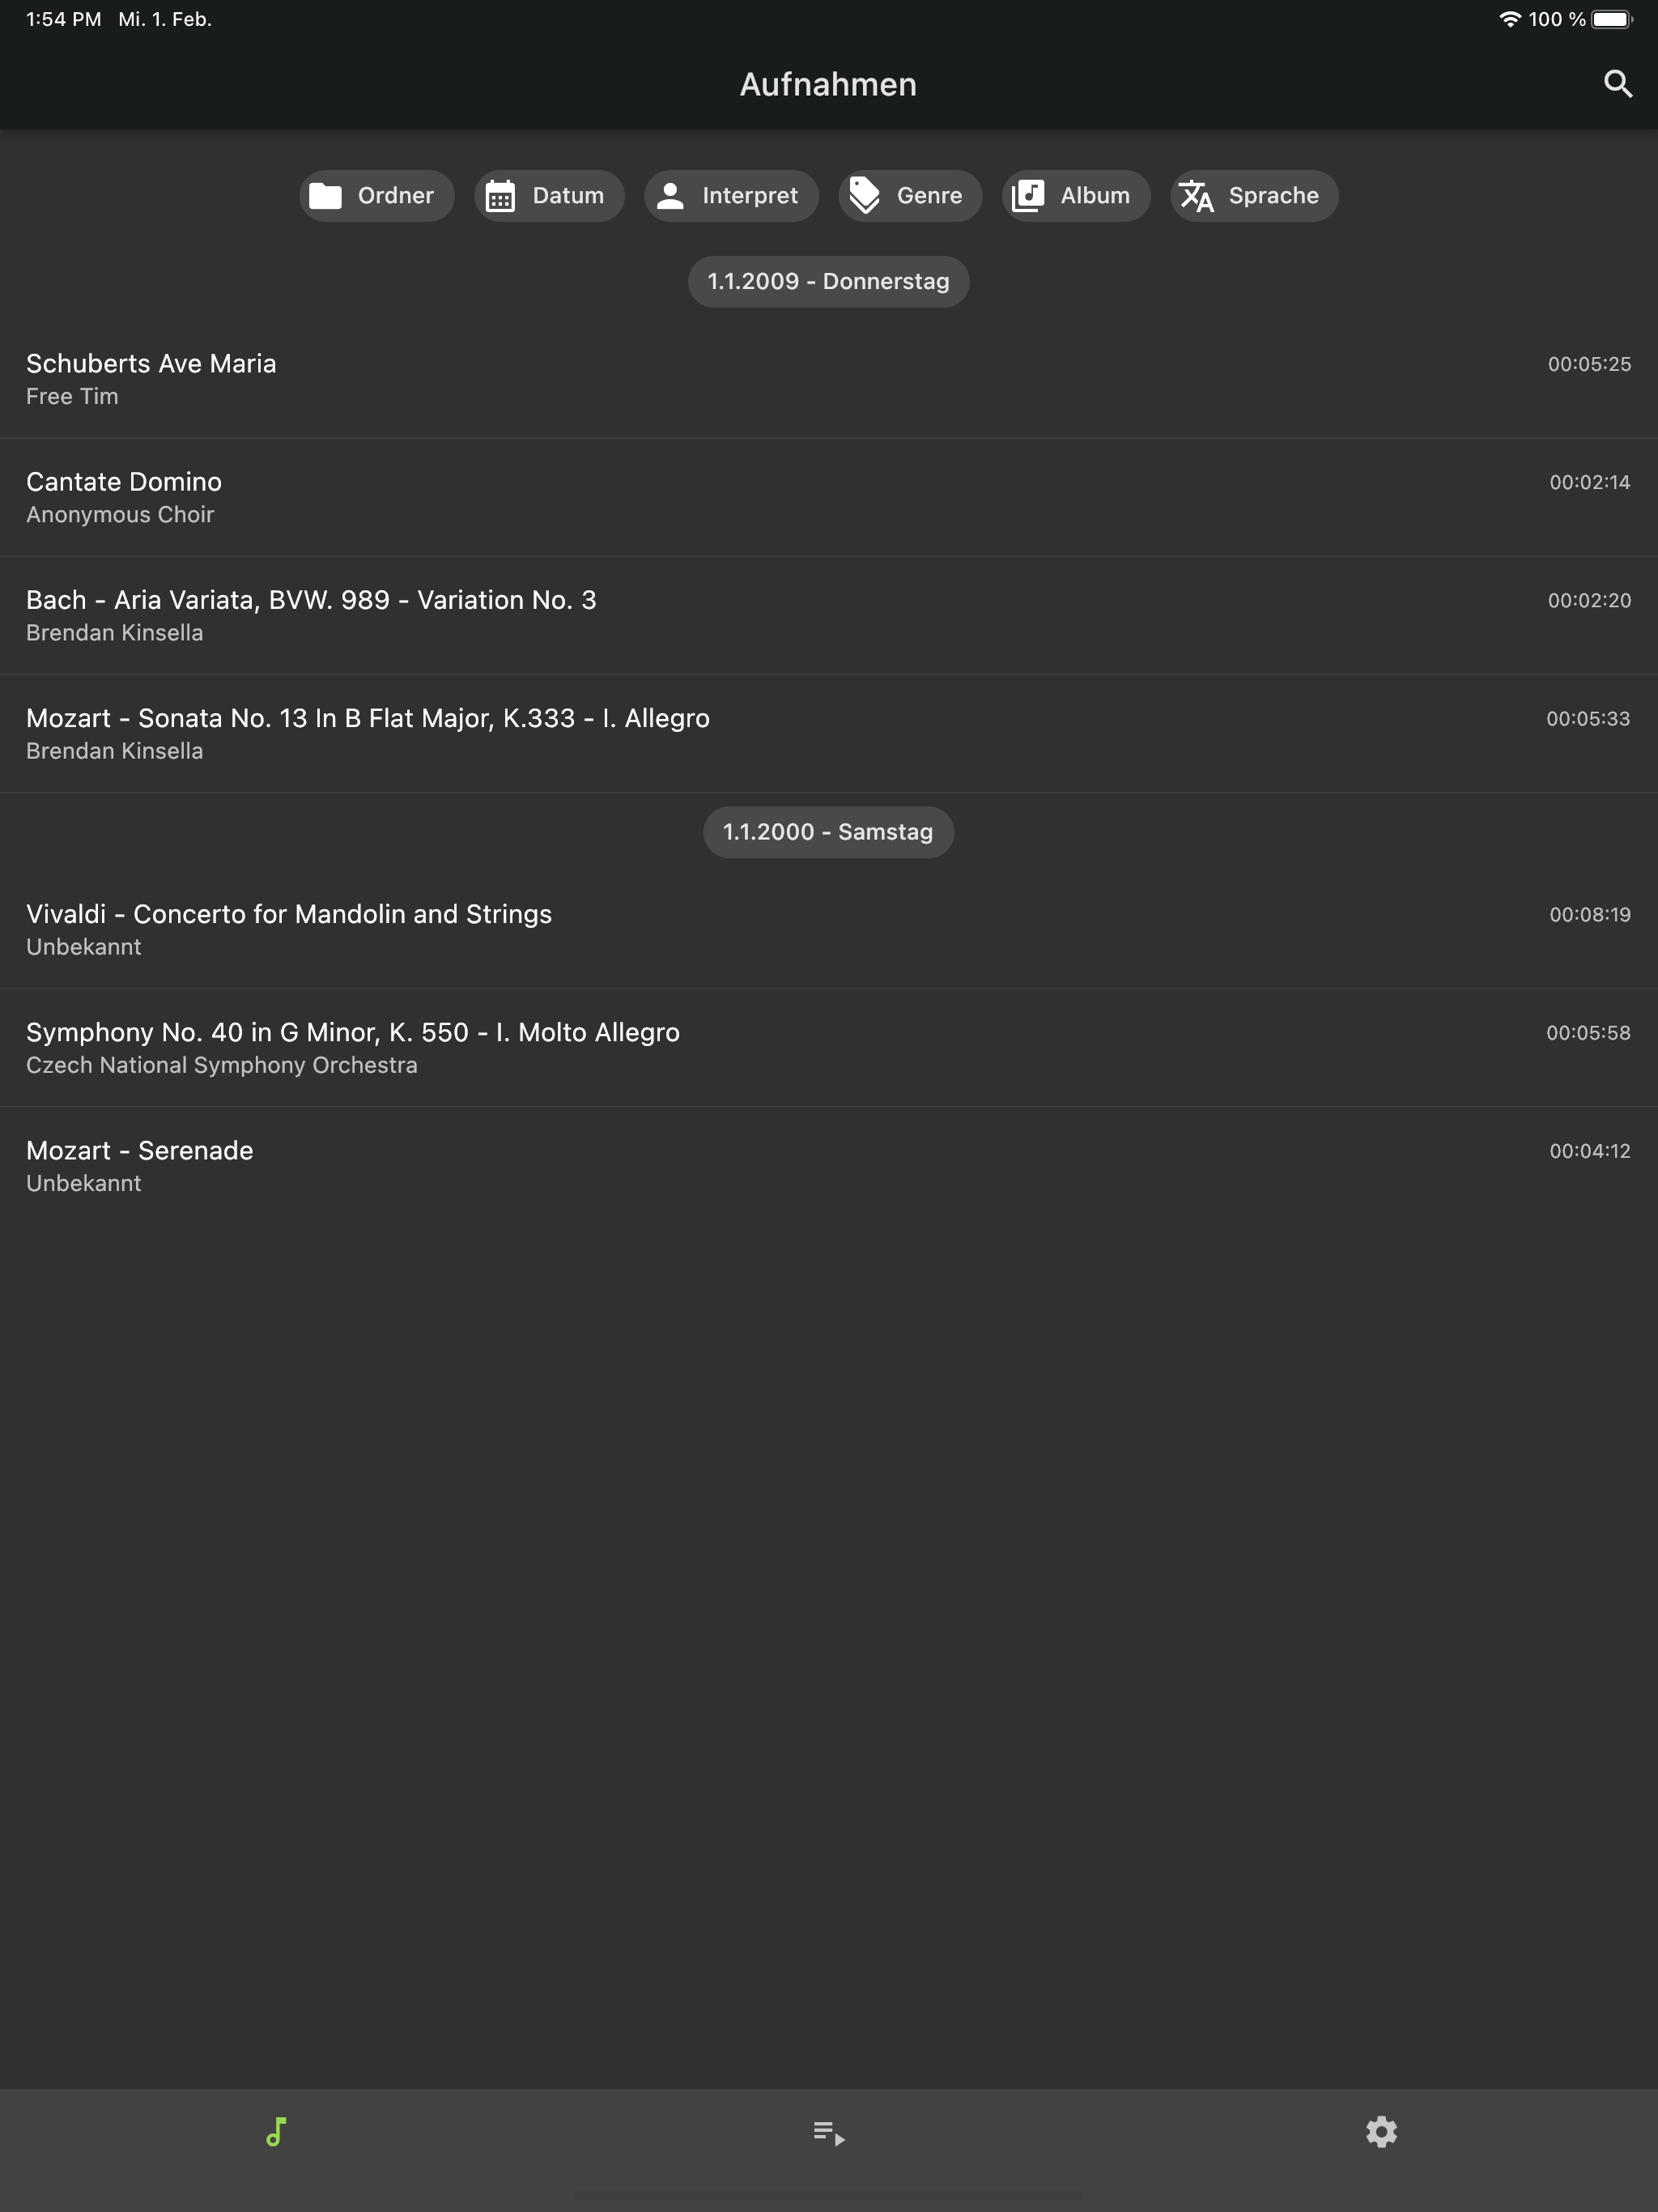 1:54 PM Mi. 1. Feb.
100 %
Aufnahmen
Ordner Datum Interpret Genre Album Sprache
1.1.2009 - Donnerstag
Schuberts Ave Maria 00:05:25
Free Tim
Cantate Domino 00:02:14
Anonymous Choir
Bach - Aria Variata, BVW. 989 - Variation No. 3 00:02:20
Brendan Kinsella
Mozart - Sonata No. 13 In B Flat Major, K.333 - I. Allegro 00:05:33
Brendan Kinsella
1.1.2000 - Samstag
Vivaldi - Concerto for Mandolin and Strings 00:08:19
Unbekannt
Symphony No. 40 in G Minor, K. 550 - I. Molto Allegro 00:05:58
Czech National Symphony Orchestra
Mozart - Serenade 00:04:12
Unbekannt